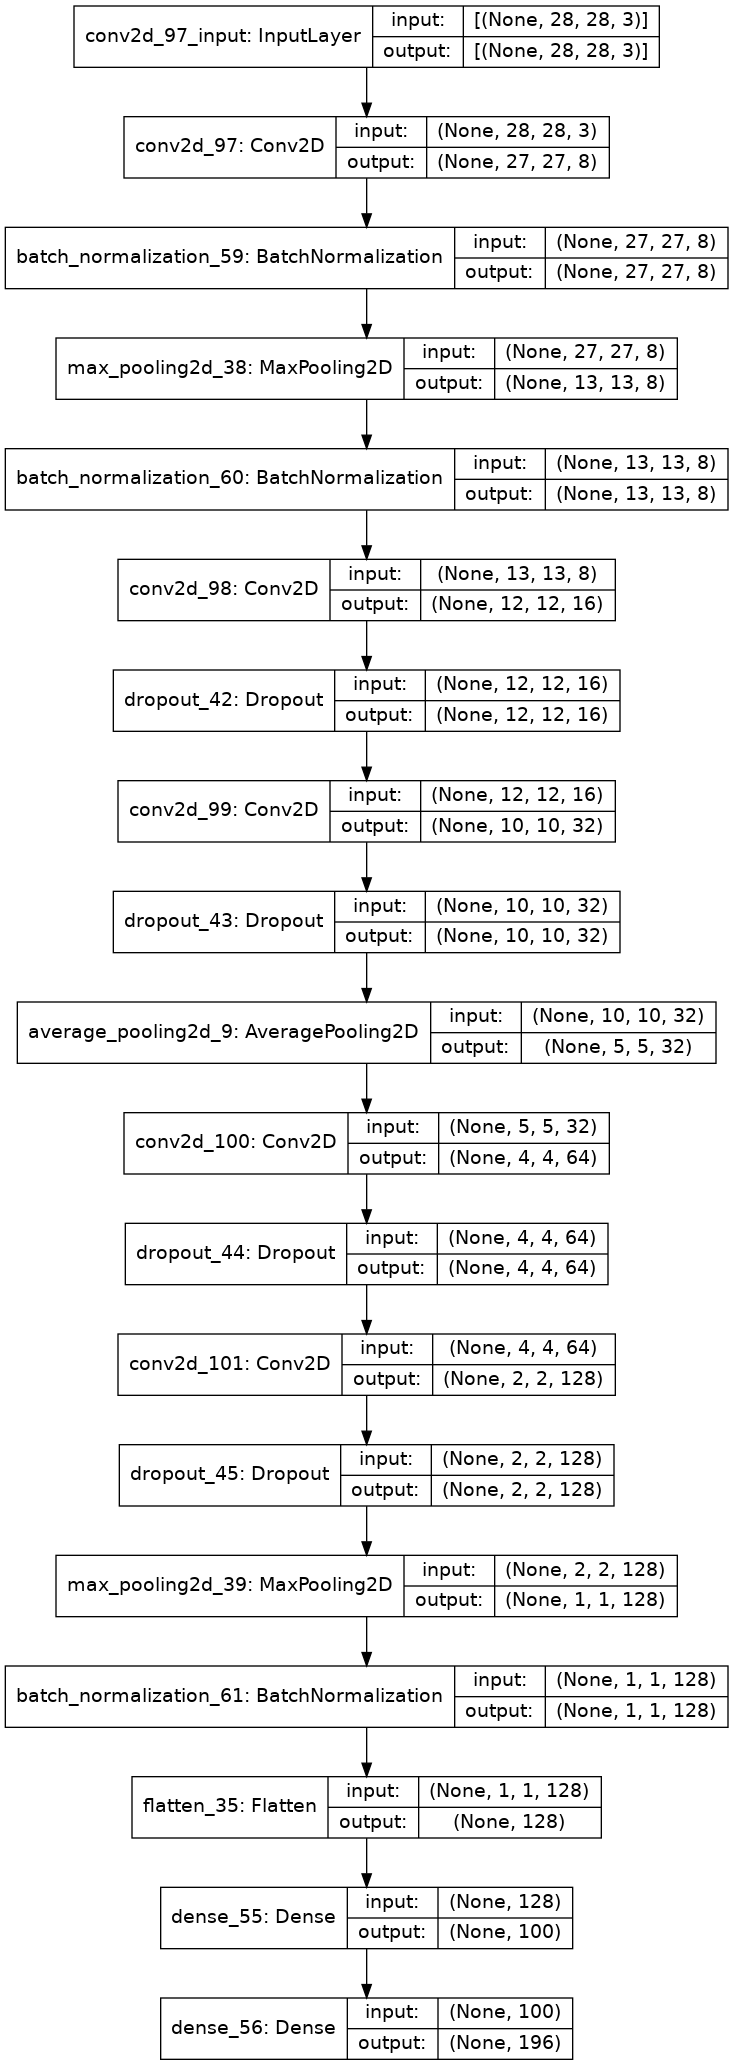 conv2d_97_input: InputLayer
input: [(None, 28, 28, 3)]
output: [(None, 28, 28, 3)]
conv2d_97: Conv2D
input: (None, 28, 28, 3)
output: (None, 27, 27, 8)
batch_normalization_59: BatchNormalization
input: (None, 27, 27, 8)
output: (None, 27, 27, 8)
max_pooling2d_38: MaxPooling2D
input: (None, 27, 27, 8)
output: (None, 13, 13, 8)
batch_normalization_60: BatchNormalization
input: (None, 13, 13, 8)
output: (None, 13, 13, 8)
conv2d_98: Conv2D
input: (None, 13, 13, 8)
output: (None, 12, 12, 16)
dropout_42: Dropout
input: (None, 12, 12, 16)
output: (None, 12, 12, 16)
conv2d_99: Conv2D
input: (None, 12, 12, 16)
output: (None, 10, 10, 32)
dropout_43: Dropout
input: (None, 10, 10, 32)
output: (None, 10, 10, 32)
average_pooling2d_9: AveragePooling2D
input: (None, 10, 10, 32)
output: (None, 5, 5, 32)
conv2d_100: Conv2D
input: (None, 5, 5, 32)
output: (None, 4, 4, 64)
dropout_44: Dropout
input: (None, 4, 4, 64)
output: (None, 4, 4, 64)
conv2d_101: Conv2D
input: (None, 4, 4, 64)
output: (None, 2, 2, 128)
dropout_45: Dropout
input: (None, 2, 2, 128)
output: (None, 2, 2, 128)
max_pooling2d_39: MaxPooling2D
input: (None, 2, 2, 128)
output: (None, 1, 1, 128)
batch_normalization_61: BatchNormalization
input: (None, 1, 1, 128)
output: (None, 1, 1, 128)
flatten_35: Flatten
input: (None, 1, 1, 128)
output: (None, 128)
dense_55: Dense
input: (None, 128)
output: (None, 100)
dense_56: Dense
input: (None, 100)
output: (None, 196)